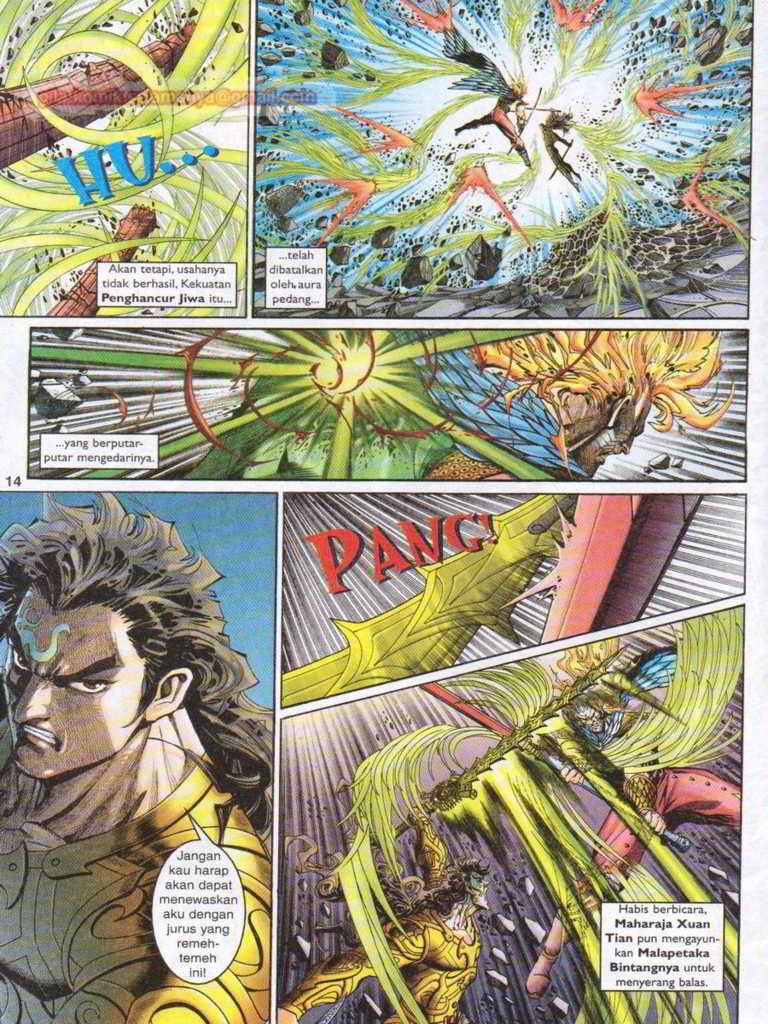 HU...
Akan tetapi, usahanya
tidak berhasil, Kekuatan
Penghancur Jiwa itu...
...telah
dibatalkan
oleh aura
pedang...
...yang berputar-
putar mengedarinya.
14
PANG!
Jangan
kau harap
akan dapat
menewaskan
aku dengan
jurus yang
remeh-
temeh
ini!
Habis berbicara,
Maharaja Xuan
Tian pun mengayun-
kan Malapetaka
Bintangnya untuk
menyerang balas.